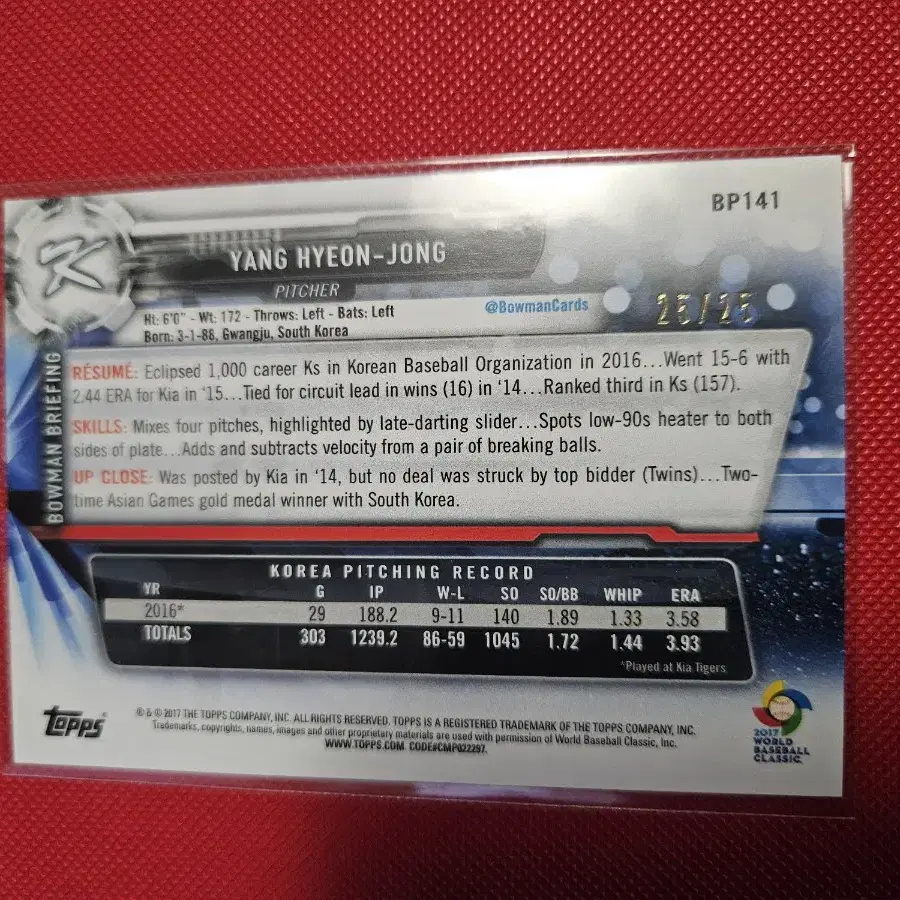 BP141
K
YANG HYEON-JONG
PITCHER
Ht: 6'0" - Wt: 172 - Throws: Left - Bats: Left
Born: 3-1-88, Gwangju, South Korea
@BowmanCards
25/25
BOWMAN BRIEFING
RÉSUMÉ: Eclipsed 1,000 career Ks in Korean Baseball Organization in 2016...Went 15-6 with
2.44 ERA for Kia in '15...Tied for circuit lead in wins (16) in '14...Ranked third in Ks (157).
SKILLS: Mixes four pitches, highlighted by late-darting slider...Spots low-90s heater to both
sides of plate...Adds and subtracts velocity from a pair of breaking balls.
UP CLOSE: Was posted by Kia in '14, but no deal was struck by top bidder (Twins)...Two-
time Asian Games gold medal winner with South Korea.
KOREA PITCHING RECORD
YR G IP W-L SO SO/BB WHIP ERA
2016* 29 188.2 9-11 140 1.89 1.33 3.58
TOTALS 303 1239.2 86-59 1045 1.72 1.44 3.93
*Played at Kia Tigers
topps
® & © 2017 THE TOPPS COMPANY, INC. ALL RIGHTS RESERVED. TOPPS IS A REGISTERED TRADEMARK OF THE TOPPS COMPANY, INC.
Trademarks, copyrights, names, images and other proprietary materials are used with permission of World Baseball Classic, Inc.
WWW.TOPPS.COM. CODE#CMP022297.
2017
WORLD
BASEBALL
CLASSIC